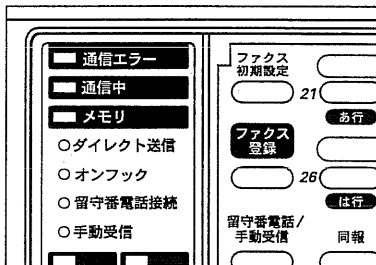 通信エラー
通信中
メモリ
ダイレクト送信
オンフック
留守番電話接続
手動受信
ファクス
初期設定
21
あ行
ファクス
登録
26
は行
留守番電話/
手動受信
同報